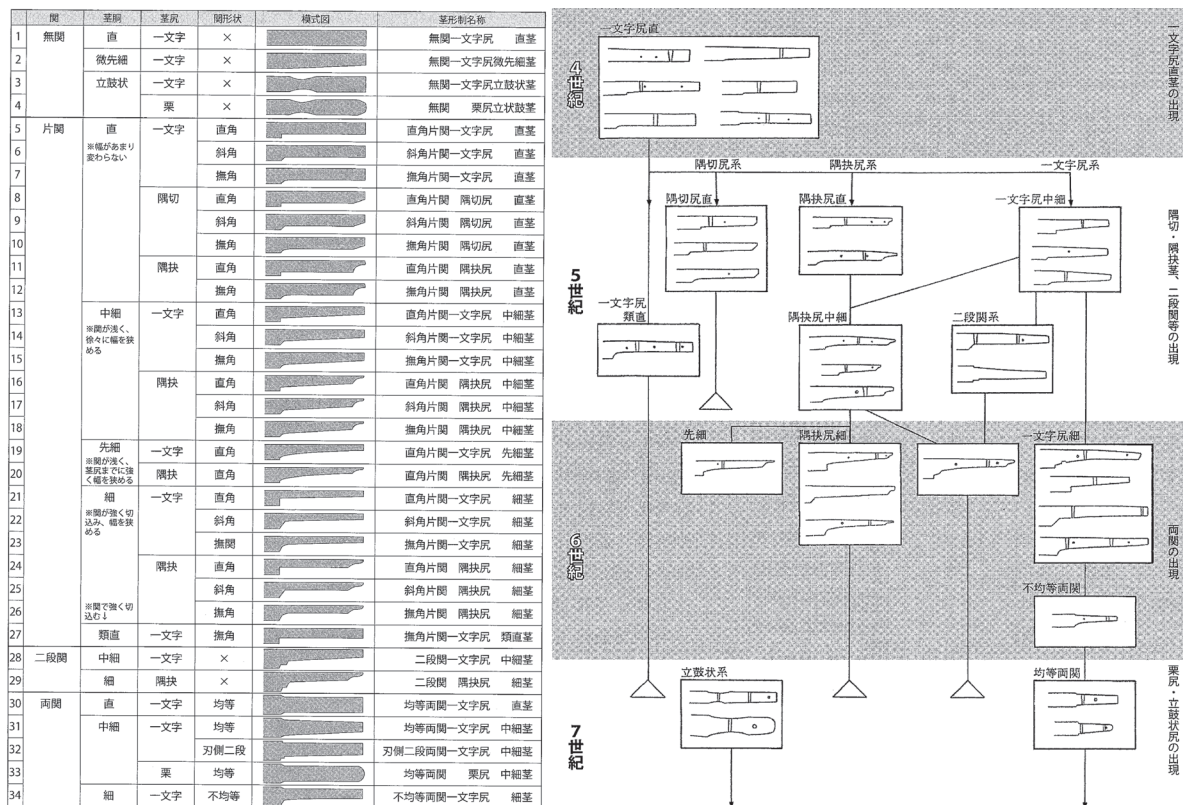 関 茎胴 茎尻 関形状 模式図 茎形制名称
1 無関 直 一文字 × 無関一文字尻 直茎
2 微先細 一文字 × 無関一文字尻微先細茎
3 立鼓状 一文字 × 無関一文字尻立鼓状茎
4 栗 × 無関 栗尻立状鼓茎
5 片関 直 一文字 直角 直角片関一文字尻 直茎
※幅があまり
変わらない
6 斜角 斜角片関一文字尻 直茎
7 撫角 撫角片関一文字尻 直茎
8 隅切 直角 直角片関 隅切尻 直茎
9 斜角 斜角片関 隅切尻 直茎
10 撫角 撫角片関 隅切尻 直茎
11 隅抉 直角 直角片関 隅抉尻 直茎
12 撫角 撫角片関 隅抉尻 直茎
13 中細 一文字 直角 直角片関一文字尻 中細茎
※関が浅く、
徐々に幅を狭
める
14 斜角 斜角片関一文字尻 中細茎
15 撫角 撫角片関一文字尻 中細茎
16 隅抉 直角 直角片関 隅抉尻 中細茎
17 斜角 斜角片関 隅抉尻 中細茎
18 撫角 撫角片関 隅抉尻 中細茎
19 先細 一文字 直角 直角片関一文字尻 先細茎
※関が浅く、
茎尻までに強
く幅を狭める
20 隅抉 直角 直角片関 隅抉尻 先細茎
21 細 一文字 直角 直角片関一文字尻 細茎
※関が強く切
込み、幅を狭
める
22 斜角 斜角片関一文字尻 細茎
23 撫関 撫角片関一文字尻 細茎
24 隅抉 直角 直角片関 隅抉尻 細茎
25 斜角 斜角片関 隅抉尻 細茎
26 撫角 撫角片関 隅抉尻 細茎
※関で強く切
込む↓
27 類直 一文字 撫角 撫角片関一文字尻 類直茎
28 二段関 中細 一文字 × 二段関一文字尻 中細茎
29 細 隅抉 × 二段関 隅抉尻 細茎
30 両関 直 一文字 均等 均等両関一文字尻 直茎
31 中細 一文字 均等 均等両関一文字尻 中細茎
32 刃側二段 刃側二段両関一文字尻 中細茎
33 栗 均等 均等両関 栗尻 中細茎
34 細 一文字 不均等 不均等両関一文字尻 細茎
4世紀
一文字尻直
一文字尻直茎の出現
5世紀
隅切尻系
隅抉尻系
一文字尻系
隅切尻直
隅抉尻直
一文字尻中細
一文字尻
類直
隅抉尻中細
二段関系
隅切・隅抉茎、二段関等の出現
6世紀
先細
隅抉尻細
一文字尻細
両関の出現
不均等両関
7世紀
立鼓状系
均等両関
栗尻・立鼓状尻の出現